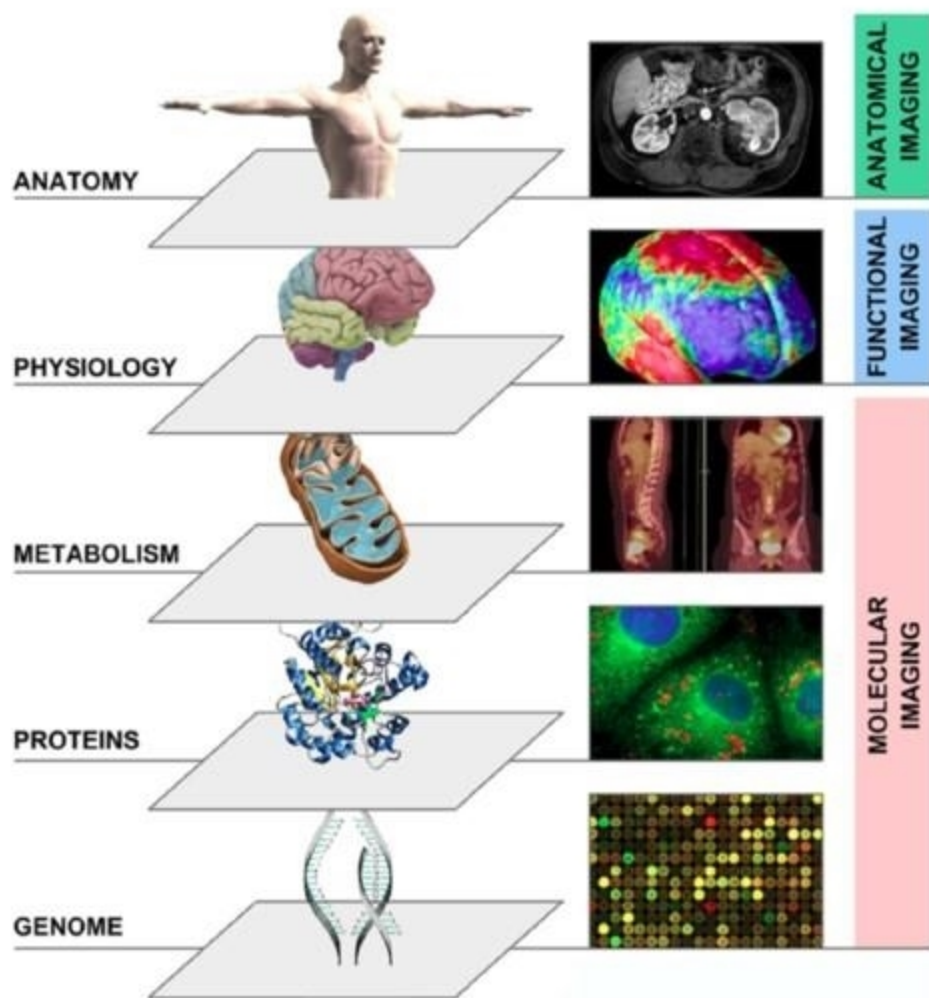 ANATOMY
ANATOMICAL
IMAGING
PHYSIOLOGY
FUNCTIONAL
IMAGING
METABOLISM
PROTEINS
MOLECULAR
IMAGING
GENOME